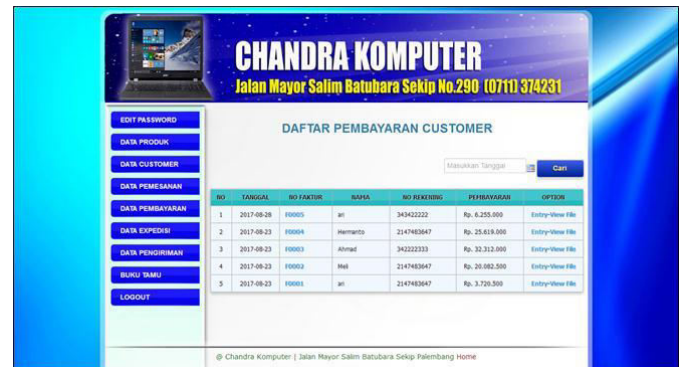 CHANDRA KOMPUTER
Jalan Mayor Salim Batubara Sekip No.290 (0711) 374231
EDIT PASSWORD
DATA PRODUK
DATA CUSTOMER
DATA PEMESANAN
DATA PEMBAYARAN
DATA EXPEDISI
DATA PENGIRIMAN
BUKU TAMU
LOGOUT
DAFTAR PEMBAYARAN CUSTOMER
Masukkan Tanggal Cari
NO TANGGAL NO FAKTUR NAMA NO REKENING PEMBAYARAN OPTION
1 2017-08-28 F0005 ari 343422222 Rp. 6.255.000 Entry-View File
2 2017-08-23 F0004 Hermanto 2147483647 Rp. 25.619.000 Entry-View File
3 2017-08-23 F0003 Ahmad 342222333 Rp. 32.312.000 Entry-View File
4 2017-08-23 F0002 Meli 2147483647 Rp. 20.082.500 Entry-View File
5 2017-08-23 F0001 ari 2147483647 Rp. 3.720.500 Entry-View File
@ Chandra Komputer | Jalan Mayor Salim Batubara Sekip Palembang Home